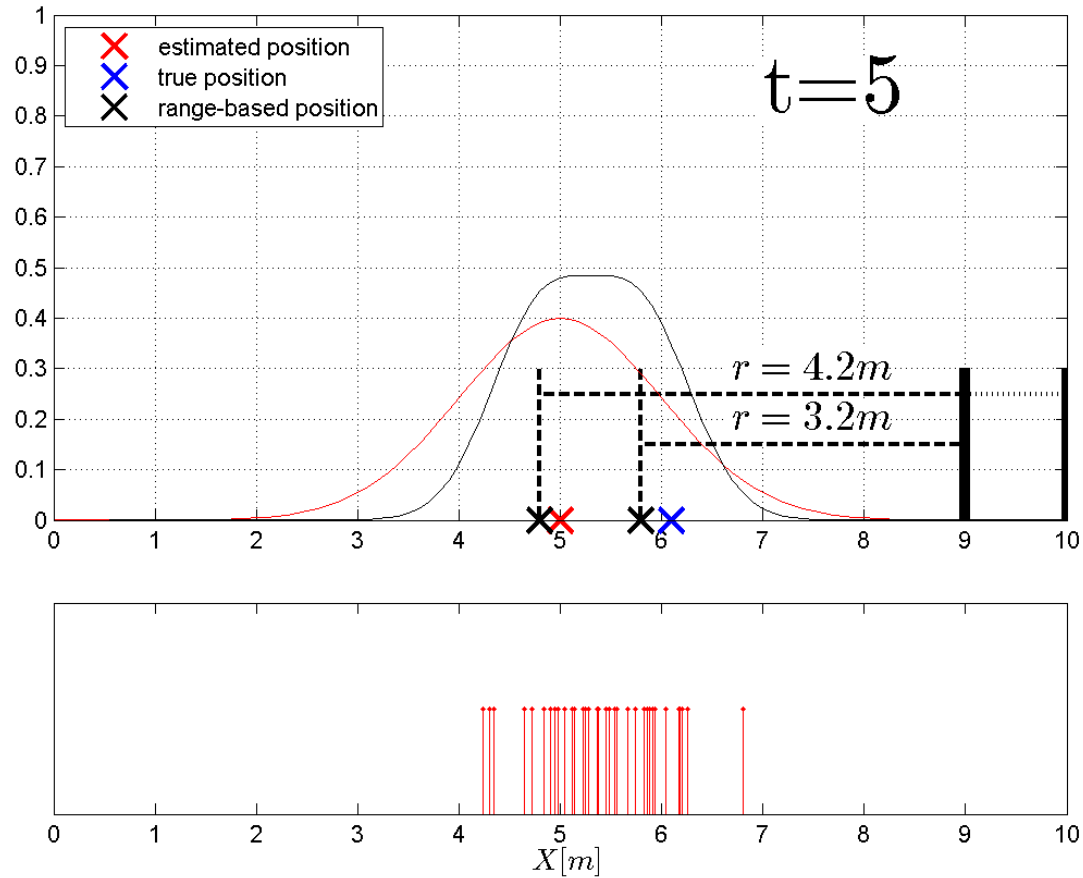 1
0.9
estimated position
t=5
true position
0.8
range-based position
0.7
0.6
0.5
0.4
0.3
r = 4.2m
0.2
r = 3.2m
0.1
0
0 1 2 3 4 5 6 7 8 9 10
0 1 2 3 4 5 6 7 8 9 10
X[m]